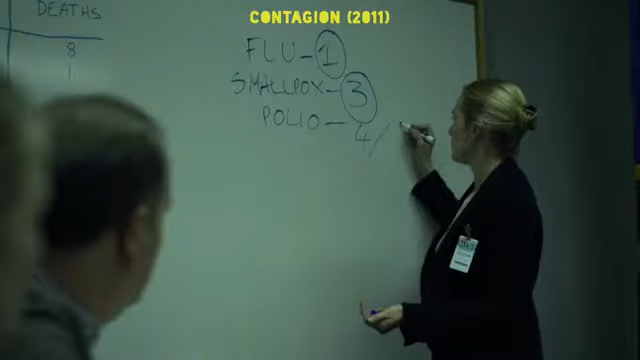 CONTAGION (2011)
DEATHS
8
1
FLU-1
SMALLPOX-3
POLIO-4/